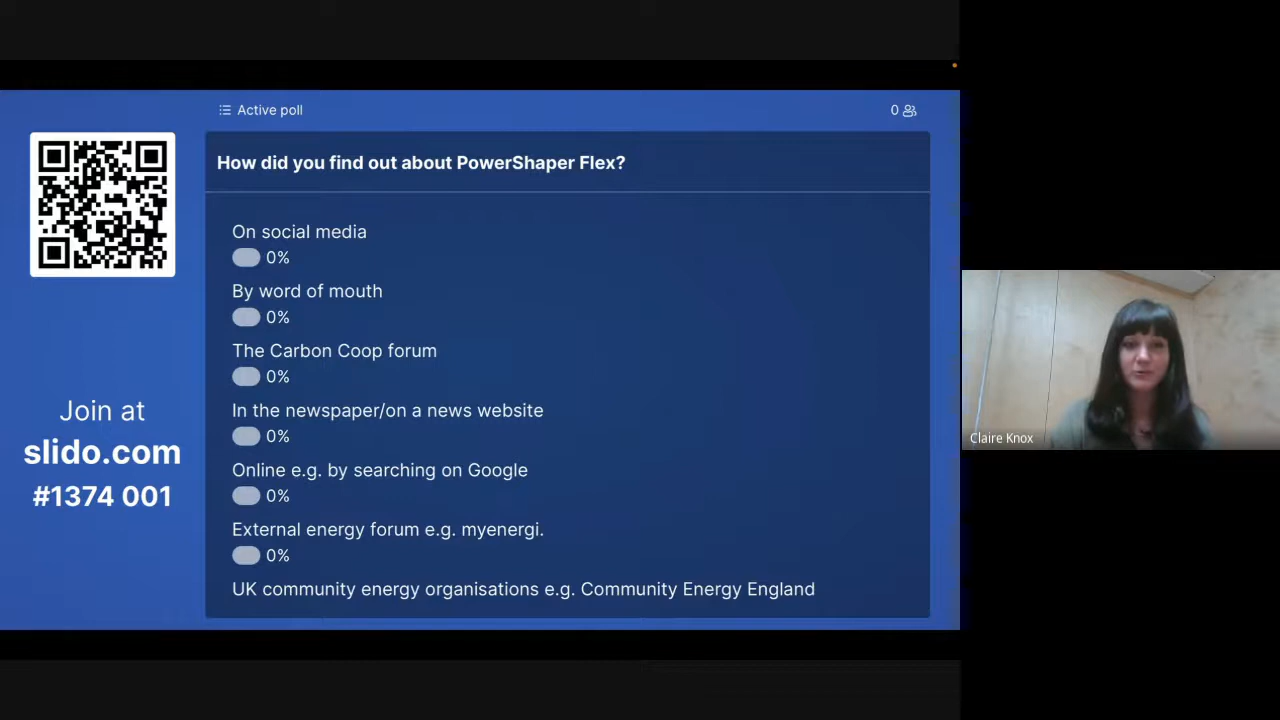 Active poll
0
How did you find out about PowerShaper Flex?
On social media
0%
By word of mouth
0%
The Carbon Coop forum
0%
In the newspaper/on a news website
0%
Online e.g. by searching on Google
0%
External energy forum e.g. myenergi.
0%
UK community energy organisations e.g. Community Energy England
Join at
slido.com
#1374 001
Claire Knox